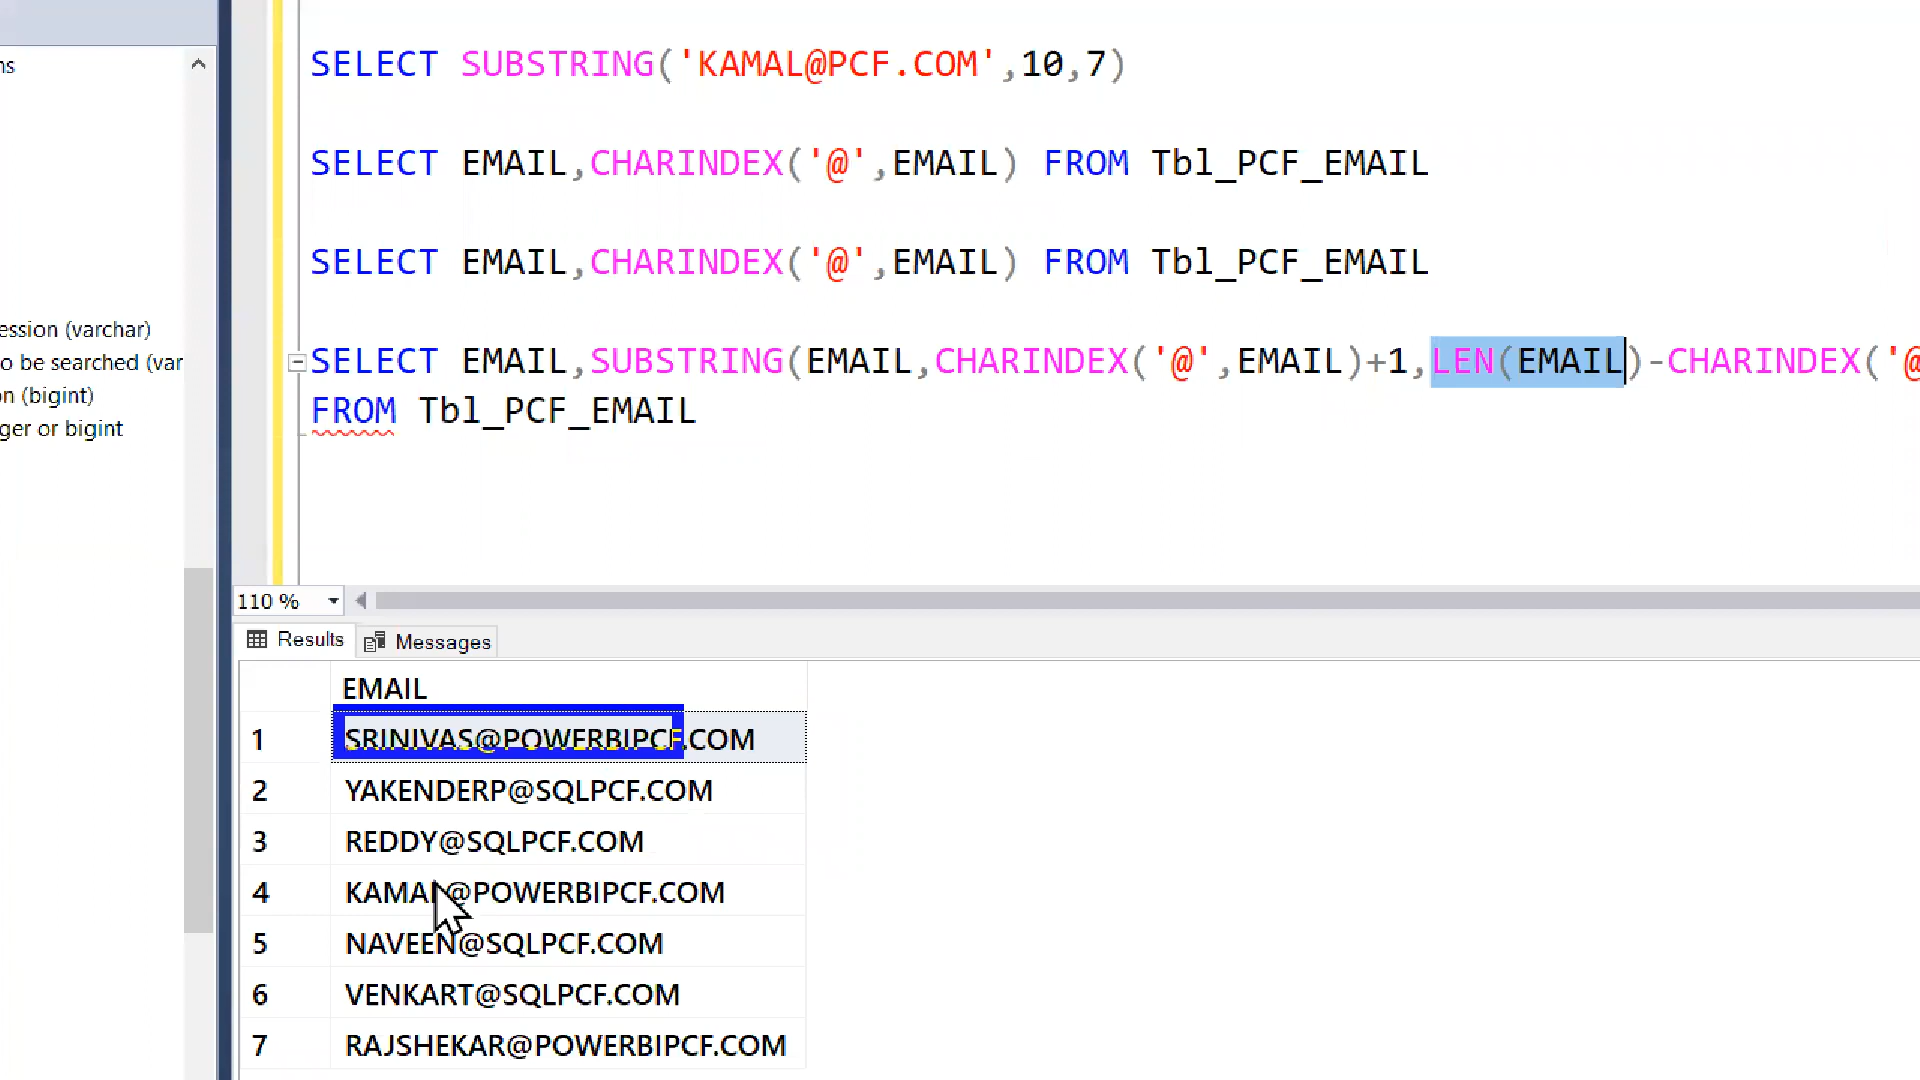 ns
ession (varchar)
o be searched (var
on (bigint)
ger or bigint
SELECT SUBSTRING('KAMAL@PCF.COM',10,7)
SELECT EMAIL,CHARINDEX('@',EMAIL) FROM Tbl_PCF_EMAIL
SELECT EMAIL,CHARINDEX('@',EMAIL) FROM Tbl_PCF_EMAIL
SELECT EMAIL,SUBSTRING(EMAIL,CHARINDEX('@',EMAIL)+1,LEN(EMAIL)-CHARINDEX('@
FROM Tbl_PCF_EMAIL
110 %
Results Messages
EMAIL
1 SRINIVAS@POWERBIPCF.COM
2 YAKENDERP@SQLPCF.COM
3 REDDY@SQLPCF.COM
4 KAMAL@POWERBIPCF.COM
5 NAVEEN@SQLPCF.COM
6 VENKART@SQLPCF.COM
7 RAJSHEKAR@POWERBIPCF.COM